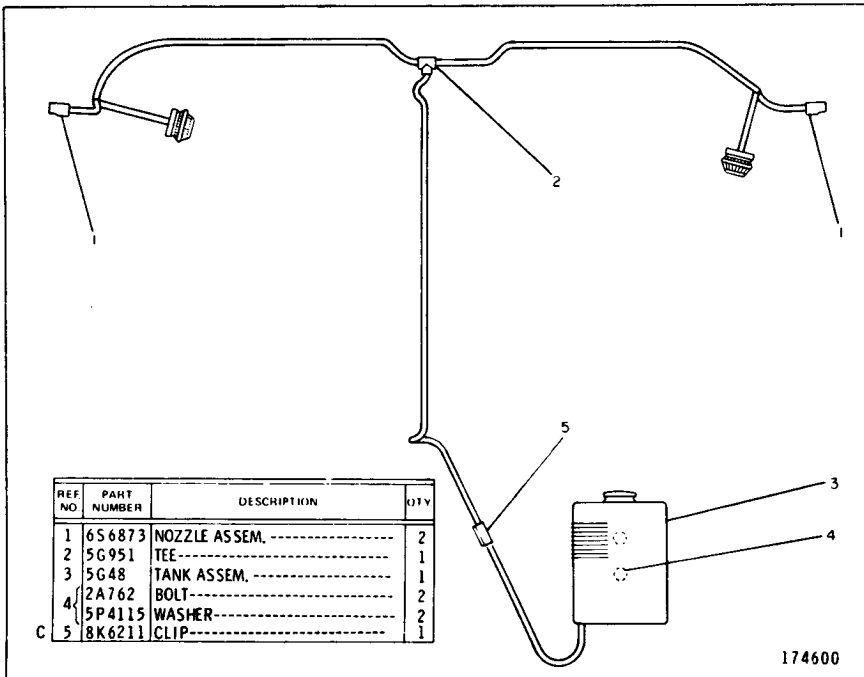 1
2
1
5
3
4
REF. NO. PART NUMBER DESCRIPTION QTY
1 6S6873 NOZZLE ASSEM. ---------------------- 2
2 5G951 TEE---------------------------------- 1
3 5G48 TANK ASSEM. ----------------------- 1
4 2A762 BOLT--------------------------------- 2
5P4115 WASHER------------------------------ 2
C 5 8K6211 CLIP--------------------------------- 1
174600